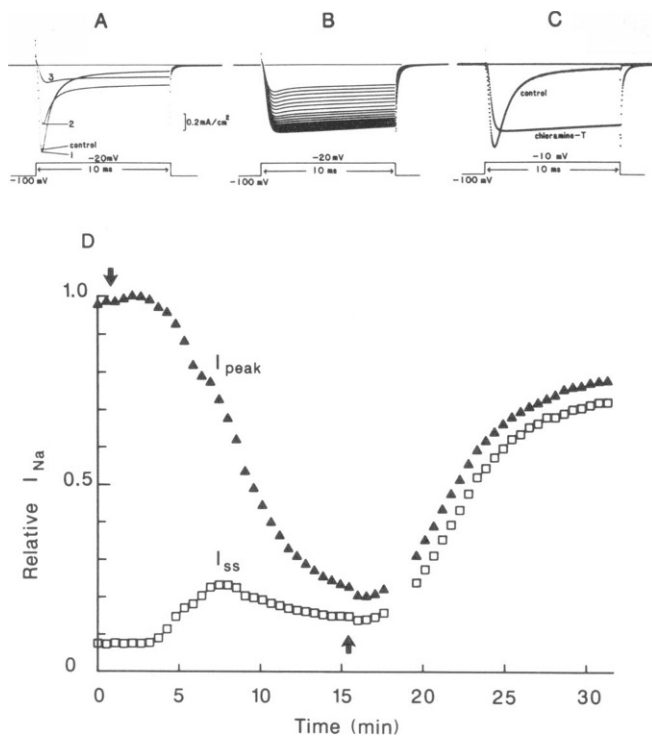 A
B
C
3
2
control
1
0.2mA/cm²
-20mV
10 ms
-100 mV
-20mV
10 ms
-100 mV
control
chloramine-T
-10 mV
10 ms
-100 mV
D
1.0
I peak
0.5
I ss
0
Relative I Na
0 5 10 15 20 25 30
Time (min)